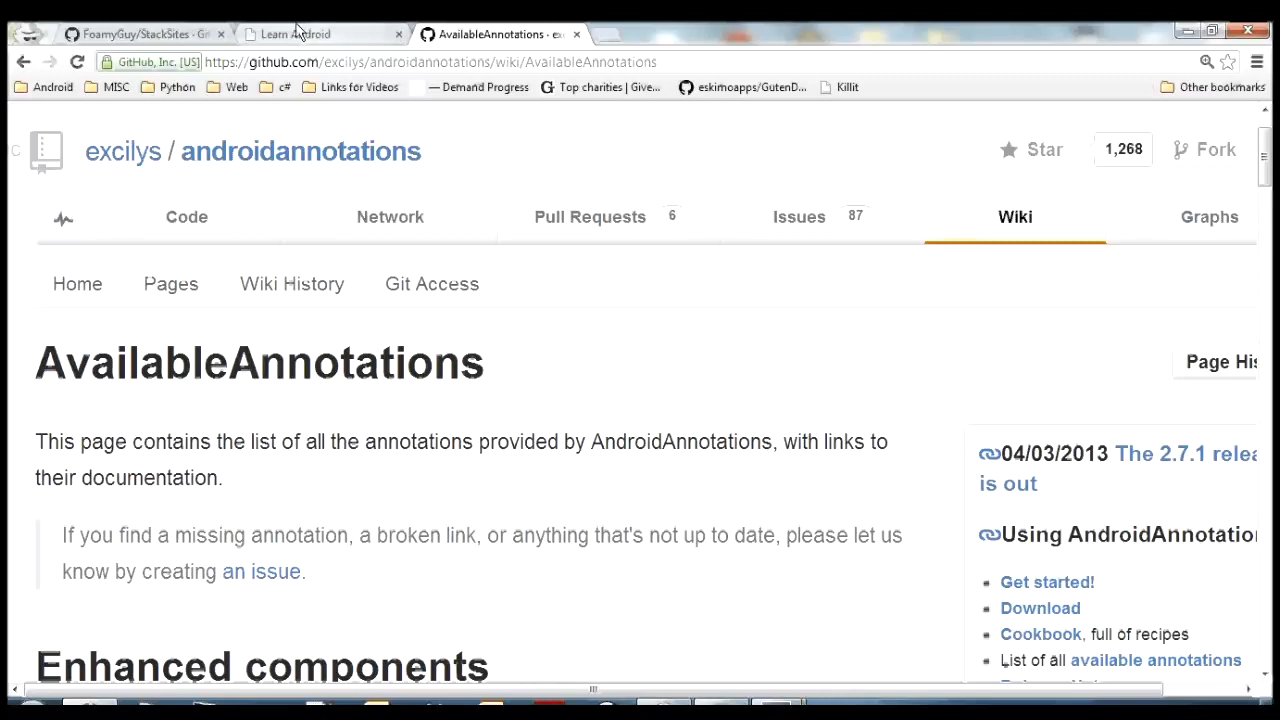 FoamyGuy/StackSites · Gi
Learn Android
AvailableAnnotations · ex
GitHub, Inc. [US] https://github.com/excilys/androidannotations/wiki/AvailableAnnotations
Android MISC Python Web c# Links for Videos — Demand Progress Top charities | Give... eskimoapps/GutenD... Killit Other bookmarks
excilys / androidannotations
Star 1,268 Fork
Code Network Pull Requests 6 Issues 87 Wiki Graphs
Home Pages Wiki History Git Access
AvailableAnnotations
Page His
This page contains the list of all the annotations provided by AndroidAnnotations, with links to
their documentation.
If you find a missing annotation, a broken link, or anything that's not up to date, please let us
know by creating an issue.
Enhanced components
04/03/2013 The 2.7.1 relea
is out
Using AndroidAnnotation
Get started!
Download
Cookbook, full of recipes
List of all available annotations